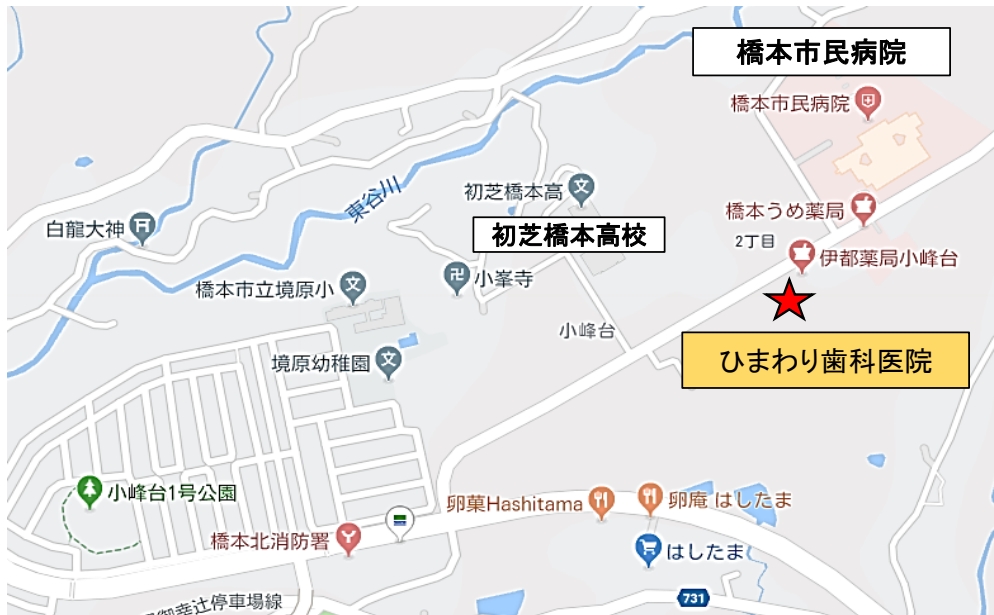 橋本市民病院
橋本市民病院
東谷川
初芝橋本高
白龍大神
橋本うめ薬局
初芝橋本高校
2丁目
伊都薬局小峰台
小峯寺
橋本市立境原小
小峰台
ひまわり歯科医院
境原幼稚園
小峰台1号公園
卵菓Hashitama
卵庵 はしたま
橋本北消防署
はしたま
731
御幸辻停車場線